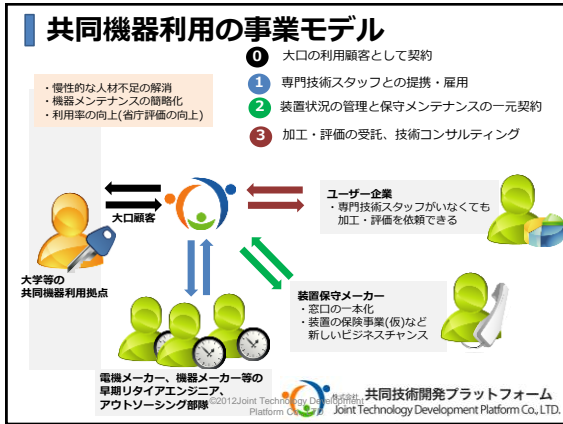 共同機器利用の事業モデル
0 大口の利用顧客として契約
1 専門技術スタッフとの提携・雇用
2 装置状況の管理と保守メンテナンスの一元契約
3 加工・評価の受託、技術コンサルティング
・慢性的な人材不足の解消
・機器メンテナンスの簡略化
・利用率の向上(省庁評価の向上)
大口顧客
ユーザー企業
・専門技術スタッフがいなくても
加工・評価を依頼できる
大学等の
共同機器利用拠点
装置保守メーカー
・窓口の一本化
・装置の保険事業(仮)など
新しいビジネスチャンス
電機メーカー、機器メーカー等の
早期リタイアエンジニア、
アウトソーシング部隊
©2012Joint Technology Development
Platform Co., LTD
株式会社 共同技術開発プラットフォーム
Joint Technology Development Platform Co., LTD.